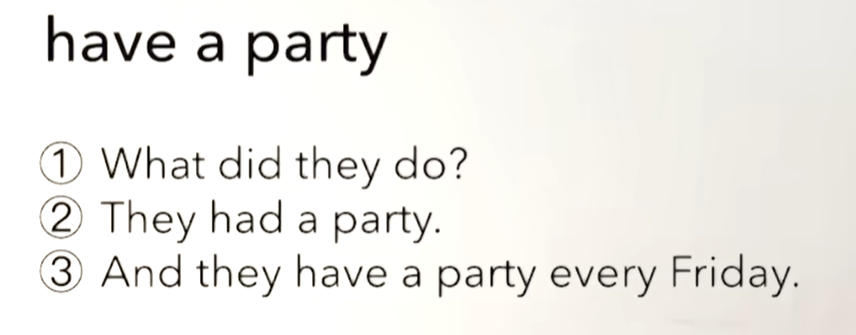 have a party
① What did they do?
② They had a party.
③ And they have a party every Friday.